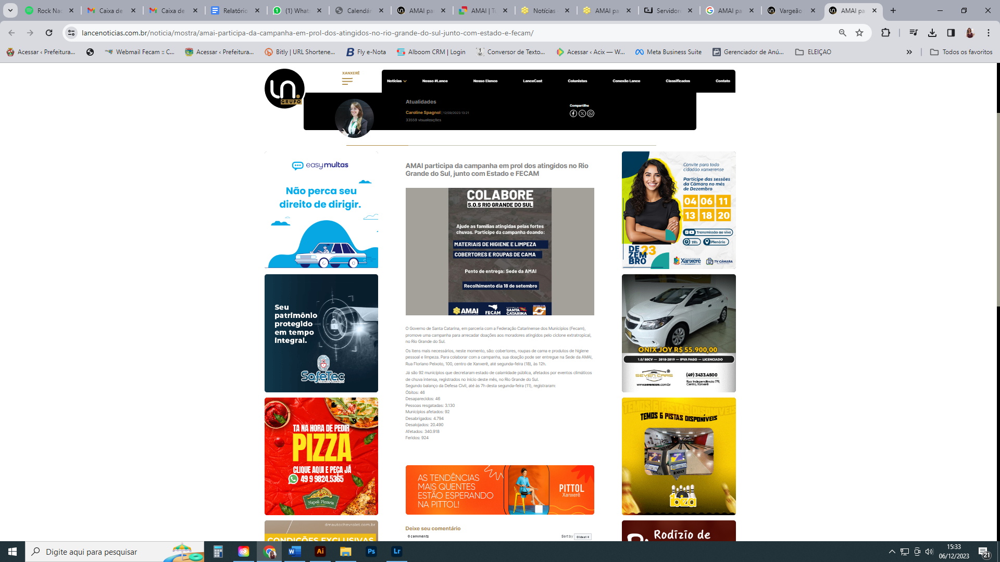 Rock Nac
Caixa de
Caixa de
Relatório
(1) Whats
Calendár
AMAI par
AMAI | Tu
Notícias
AMAI pa
Servidor
AMAI pa
Vargeão
AMAI pa
lancenoticias.com.br/noticia/mostra/amai-participa-da-campanha-em-prol-dos-atingidos-no-rio-grande-do-sul-junto-com-estado-e-fecam/
Acessar ‹ Prefeitura...
Webmail Fecam :: C...
Acessar ‹ Prefeitura...
Bitly | URL Shortene...
Fly e-Nota
Alboom CRM | Login
Conversor de Texto...
Acessar ‹ Acix — W...
Meta Business Suite
Gerenciador de Anú...
ELEIÇAO
Todos os favoritos
GRUPO
XANXERÊ
Notícias
Nosso #Lance
Nosso Elenco
LanceCast
Colunistas
Conexão Lance
Classificados
Contato
Atualidades
Caroline Spagnol | 12/09/2023 13:21
33559 visualizações
Compartilhe
easymultas
Não perca seu
direito de dirigir.
Seu
patrimônio
protegido
em tempo
integral.
SafeTec
TA NA HORA DE PEDIR
PIZZA
CLIQUE AQUI E PEÇA JÁ
49 9 9824.5365
Napoli Pizzaria
dmautochevrolet.com.br
CONDIÇÕES EXCLUSIVAS
AMAI participa da campanha em prol dos atingidos no Rio
Grande do Sul, junto com Estado e FECAM
COLABORE
S.O.S RIO GRANDE DO SUL
Ajude as famílias atingidas pelas fortes
chuvas. Participe da campanha doando:
MATERIAIS DE HIGIENE E LIMPEZA
COBERTORES E ROUPAS DE CAMA
Ponto de entrega: Sede da AMAI
Recolhimento dia 18 de setembro
AMAI
FECAM
SANTA
CATARINA
O Governo de Santa Catarina, em parceria com a Federação Catarinense dos Municípios (Fecam),
promove uma campanha para arrecadar doações aos moradores atingidos pelo ciclone extratropical,
no Rio Grande do Sul.
Os itens mais necessários, neste momento, são: cobertores, roupas de cama e produtos de higiene
pessoal e limpeza. Para colaborar com a campanha, sua doação pode ser entregue na Sede da AMAI,
Rua Floriano Peixoto, 100, centro de Xanxerê, até segunda-feira (18), às 12h.
Já são 92 municípios que decretaram estado de calamidade pública, afetados por eventos climáticos
de chuva intensa, registrados no início deste mês, no Rio Grande do Sul.
Segundo balanço da Defesa Civil, até às 7h desta segunda-feira (11), registraram:
Óbitos: 46
Desaparecidos: 46
Pessoas resgatadas: 3.130
Municípios afetados: 92
Desabrigados: 4.794
Desalojados: 20.490
Afetados: 340.918
Feridos: 924
AS TENDÊNCIAS
MAIS QUENTES
ESTÃO ESPERANDO
NA PITTOL!
PITTOL
Xanxerê
Deixe seu comentário
0 comments
Sort by
Oldest
Convite para todo
cidadão xanxerense
Participe das sessões
da Câmara no mês
de Dezembro
04 06 11
13 18 20
Transmissão ao vivo
19h
Plenário
DE
ZEM
BRO
23
Xanxerê
TV CÂMARA
ONIX JOY R$ 55.900,00
1.0/ 80CV — 2018-2019 — IPVA PAGO — LICENCIADO
SEVEN CARS
www.sevencars.com.br
(49) 3433.4500
Rua Independência 779,
Centro, Xanxerê
TEMOS 6 PISTAS DISPONÍVEIS
TEMOS 6 PISTAS DISPONÍVEIS
ibiza
Rodízio de
Digite aqui para pesquisar
Ai
Ps
Lr
15:33
06/12/2023
21